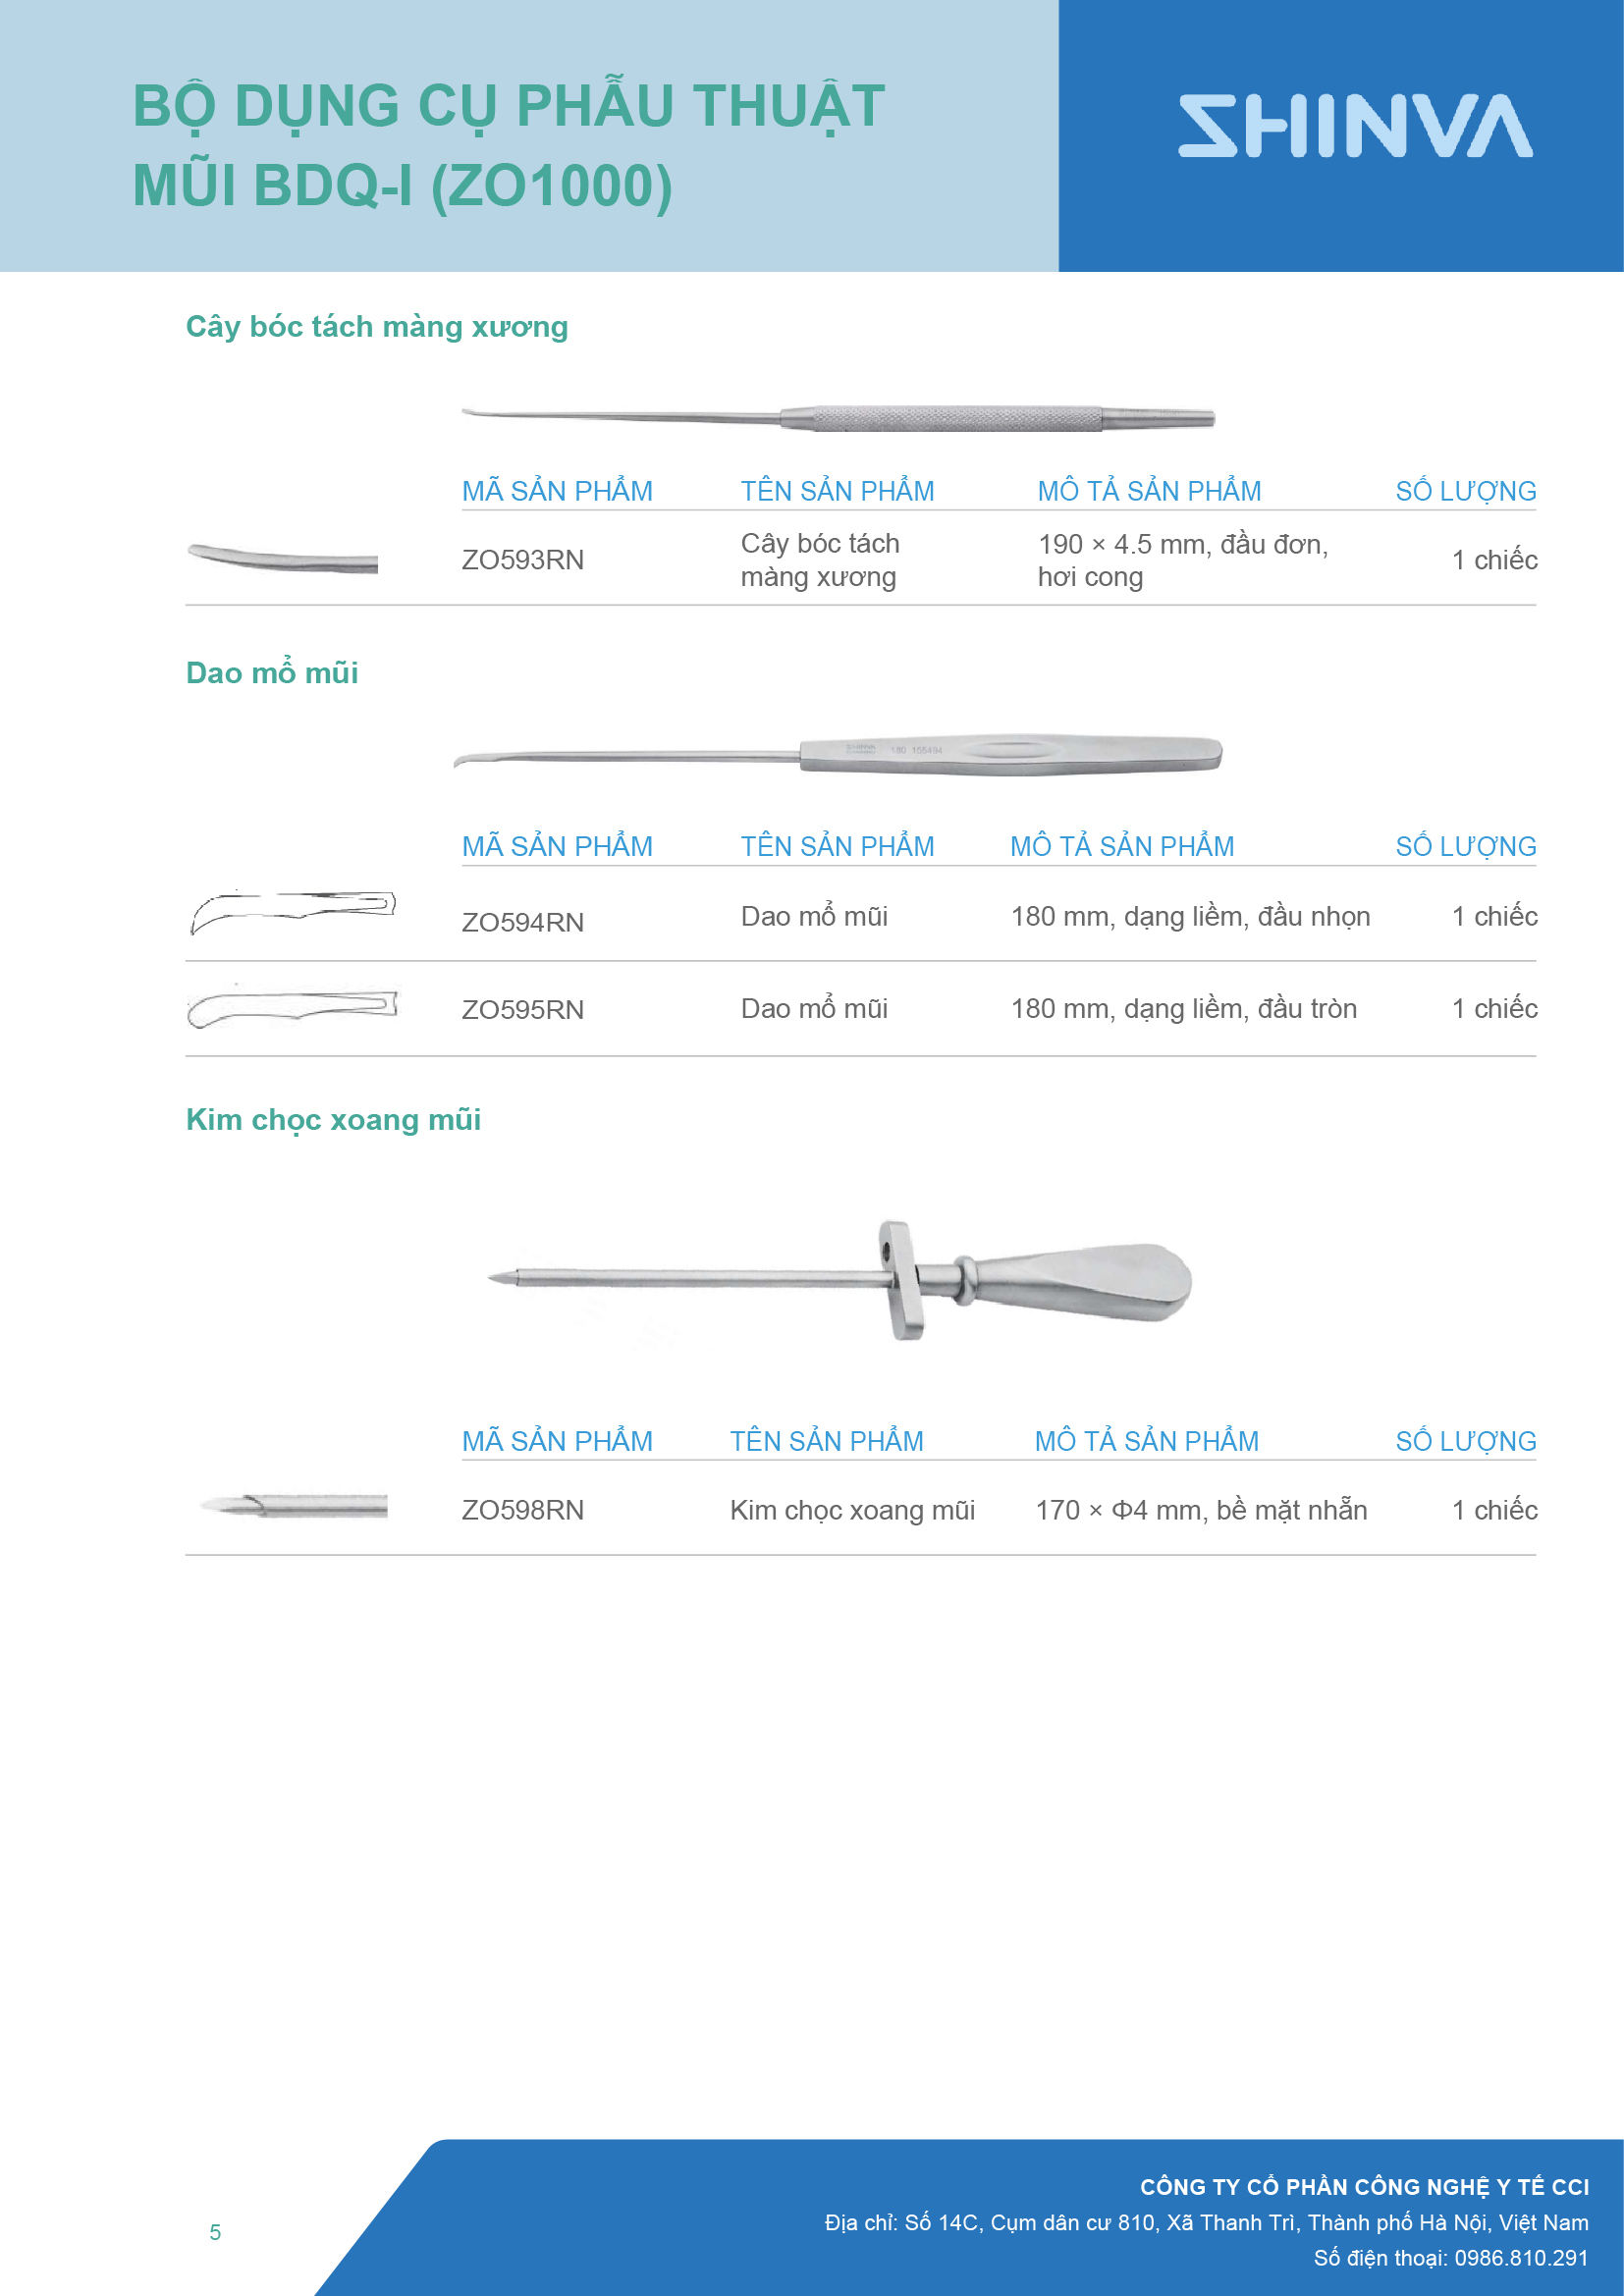 BỘ DỤNG CỤ PHẪU THUẬT
MŨI BDQ-I (ZO1000)
SHINVA
Cây bóc tách màng xương
MÃ SẢN PHẨM TÊN SẢN PHẨM MÔ TẢ SẢN PHẨM SỐ LƯỢNG
ZO593RN Cây bóc tách màng xương 190 × 4.5 mm, đầu đơn, hơi cong 1 chiếc
Dao mổ mũi
SHINVA 180 155494
MÃ SẢN PHẨM TÊN SẢN PHẨM MÔ TẢ SẢN PHẨM SỐ LƯỢNG
ZO594RN Dao mổ mũi 180 mm, dạng liềm, đầu nhọn 1 chiếc
ZO595RN Dao mổ mũi 180 mm, dạng liềm, đầu tròn 1 chiếc
Kim chọc xoang mũi
MÃ SẢN PHẨM TÊN SẢN PHẨM MÔ TẢ SẢN PHẨM SỐ LƯỢNG
ZO598RN Kim chọc xoang mũi 170 × Φ4 mm, bề mặt nhẵn 1 chiếc
CÔNG TY CỔ PHẦN CÔNG NGHỆ Y TẾ CCI
Địa chỉ: Số 14C, Cụm dân cư 810, Xã Thanh Trì, Thành phố Hà Nội, Việt Nam
Số điện thoại: 0986.810.291
5